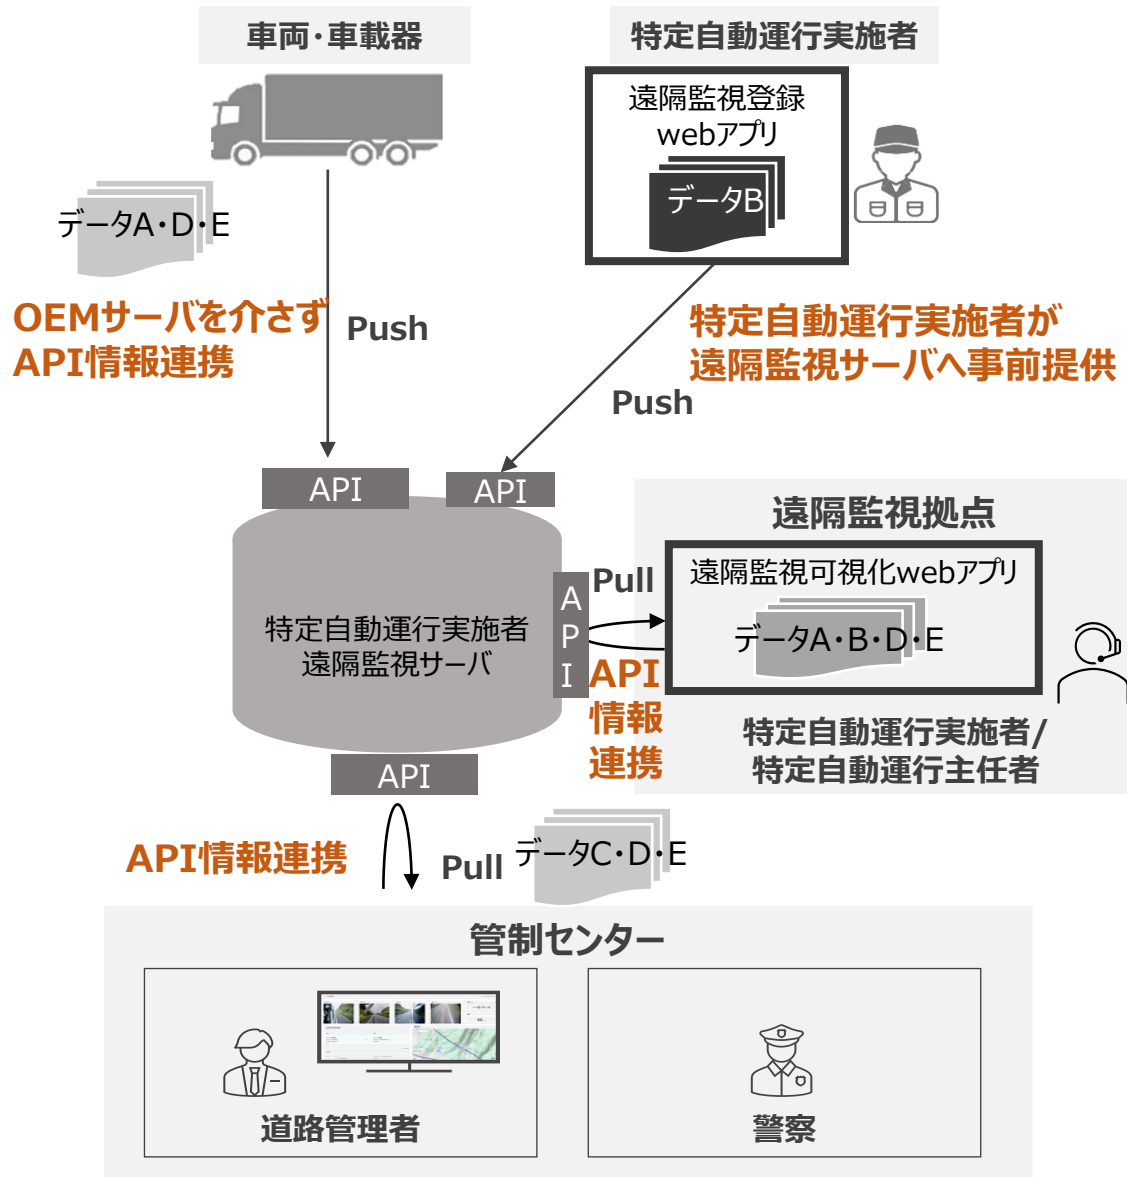 車両・車載器
特定自動運行実施者
遠隔監視登録
webアプリ
データB
データA・D・E
OEMサーバを介さず
API情報連携
Push
特定自動運行実施者が
遠隔監視サーバへ事前提供
Push
API
API
遠隔監視拠点
遠隔監視可視化webアプリ
データA・B・D・E
Pull
API
API
情報
連携
特定自動運行実施者
遠隔監視サーバ
特定自動運行実施者/
特定自動運行主任者
API
API情報連携
Pull
データC・D・E
管制センター
道路管理者
警察